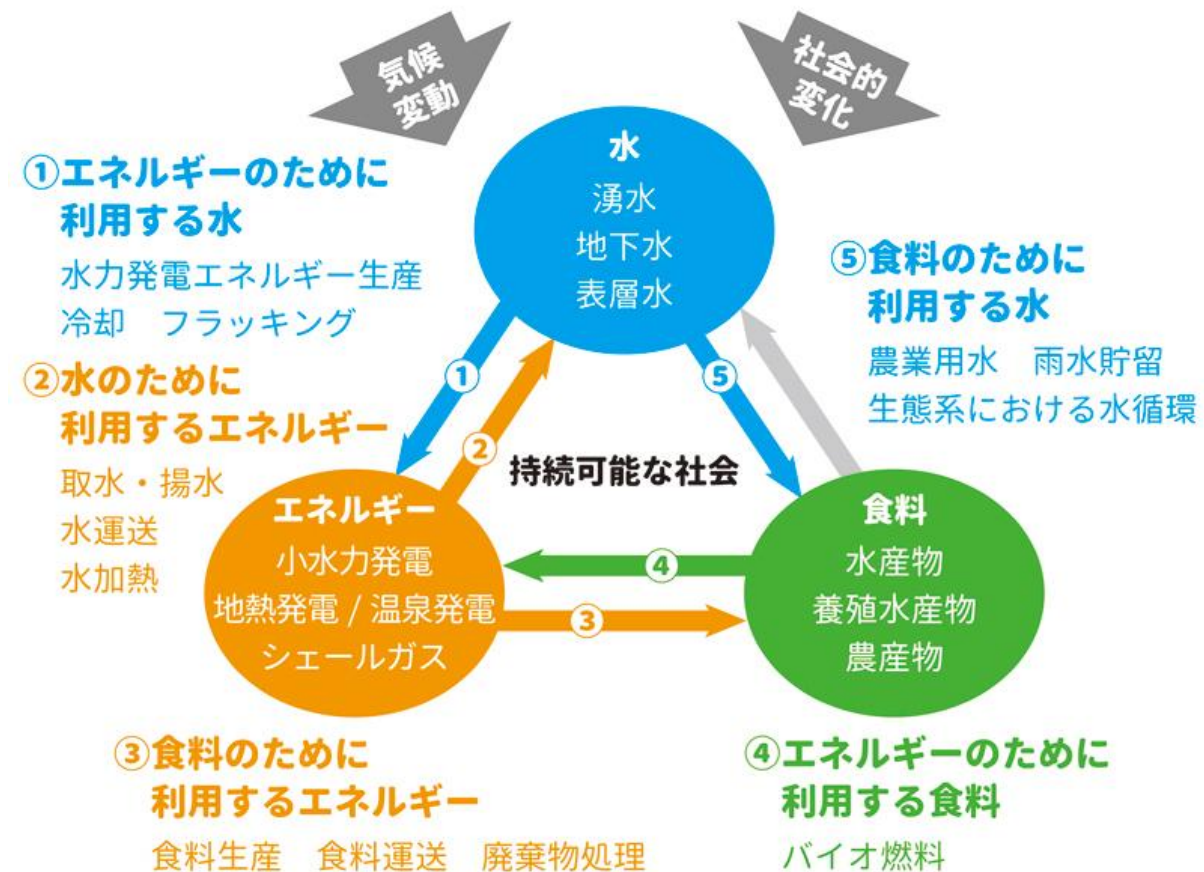 気候
変動
社会的
変化
水
湧水
地下水
表層水
①エネルギーのために
利用する水
水力発電エネルギー生産
冷却　フラッキング
②水のために
利用するエネルギー
取水・揚水
水運送
水加熱
⑤食料のために
利用する水
農業用水　雨水貯留
生態系における水循環
①
⑤
②
持続可能な社会
エネルギー
小水力発電
地熱発電 / 温泉発電
シェールガス
④
③
食料
水産物
養殖水産物
農産物
③食料のために
利用するエネルギー
食料生産　食料運送　廃棄物処理
④エネルギーのために
利用する食料
バイオ燃料